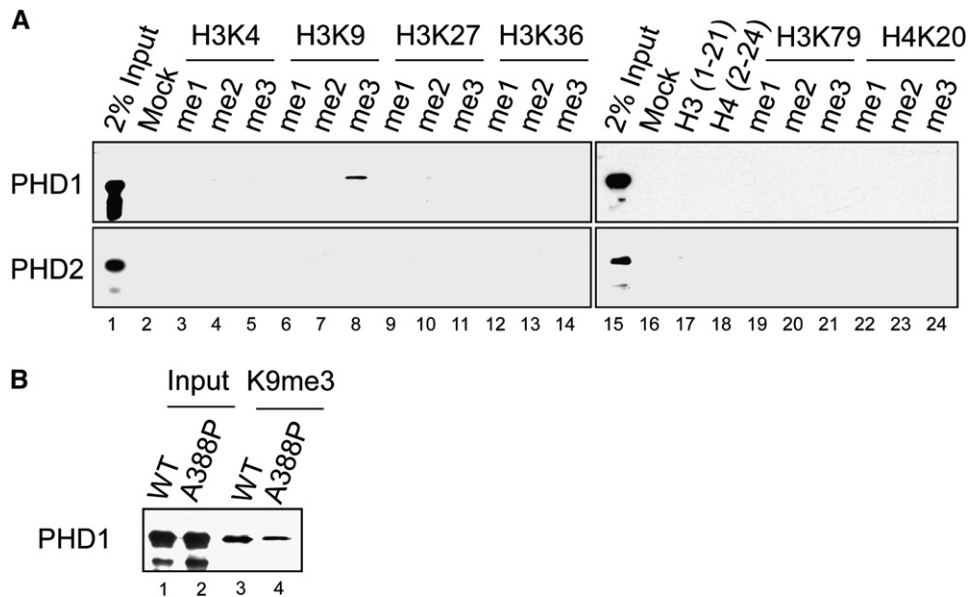 A
H3K4 H3K9 H3K27 H3K36 H3K79 H4K20
2% Input Mock me1 me2 me3 me1 me2 me3 me1 me2 me3 me1 me2 me3 2% Input Mock H3 (1-21) H4 (2-24) me1 me2 me3 me1 me2 me3
PHD1
PHD2
1 2 3 4 5 6 7 8 9 10 11 12 13 14 15 16 17 18 19 20 21 22 23 24
B
Input K9me3
WT A388P WT A388P
PHD1
1 2 3 4